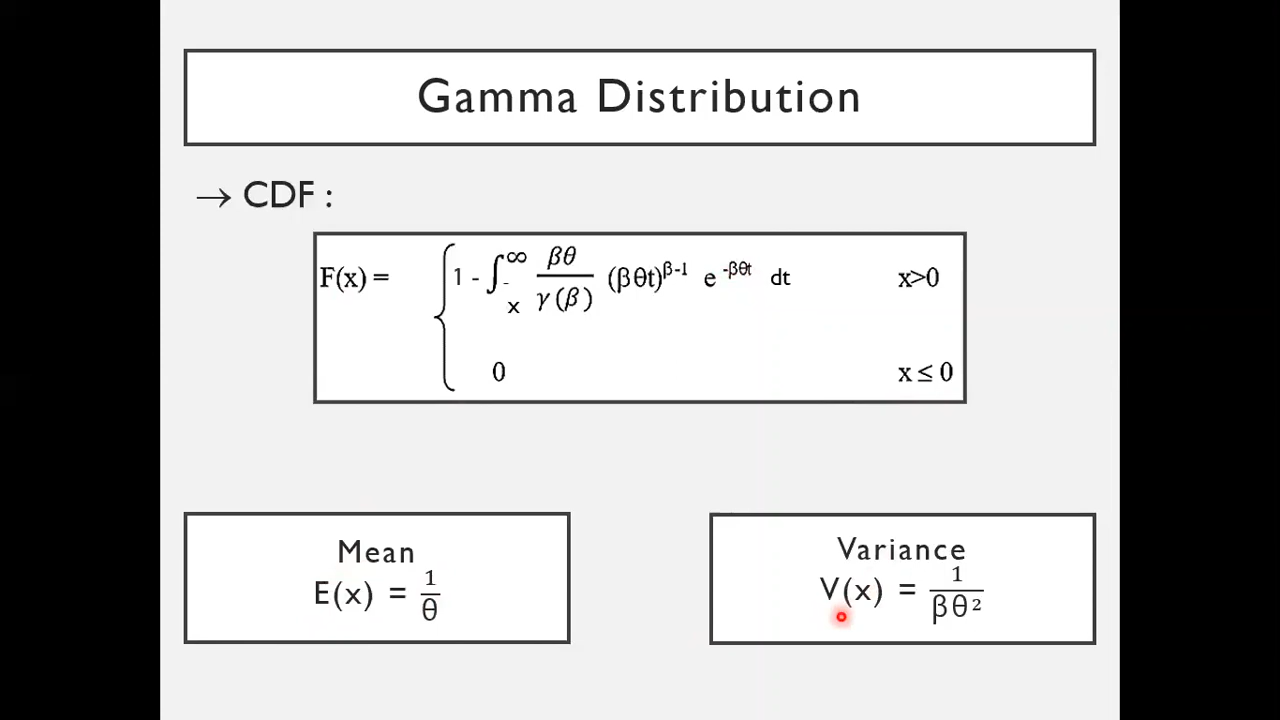 Gamma Distribution
→ CDF :
F(x) = { 1 - ∫ₓ^∞ βθ/γ(β) (βθt)^β-1 e^-βθt dt x>0
0 x ≤ 0
Mean
E(x) = 1/θ
Variance
V(x) = 1/βθ²